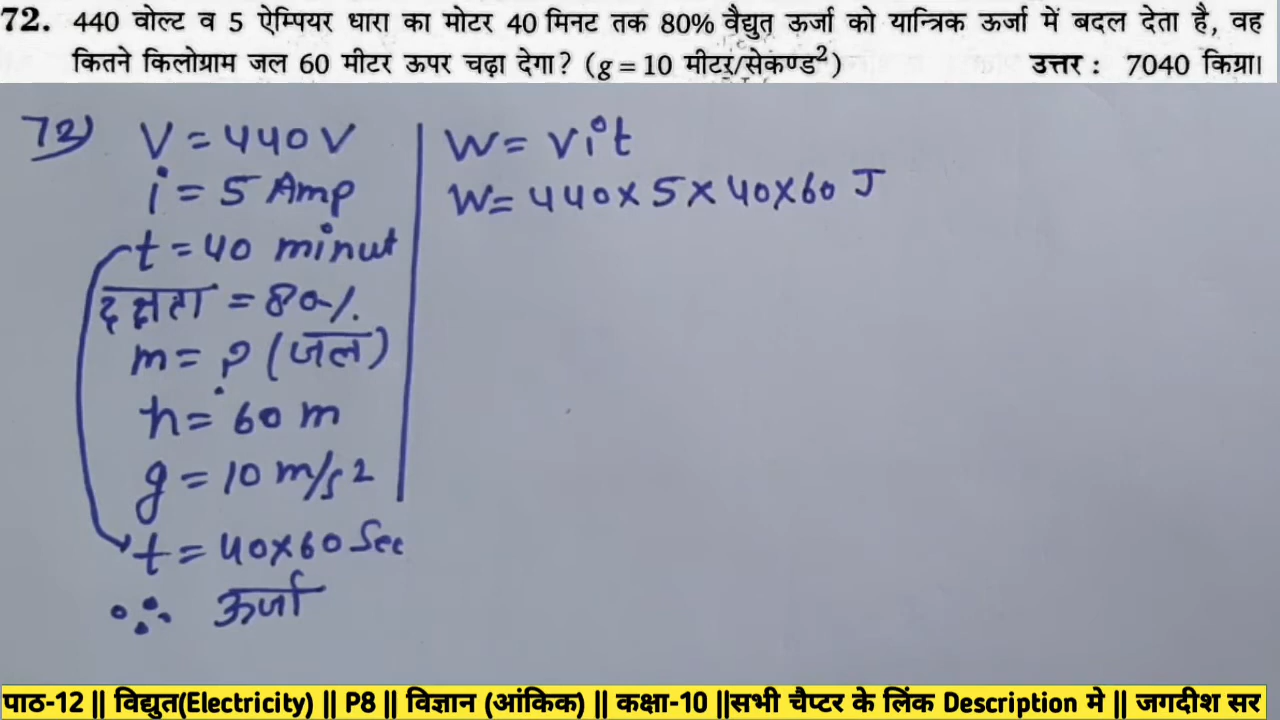 72. 440 वोल्ट व 5 ऐम्पियर धारा का मोटर 40 मिनट तक 80% वैद्युत ऊर्जा को यान्त्रिक ऊर्जा में बदल देता है, वह
कितने किलोग्राम जल 60 मीटर ऊपर चढ़ा देगा? (g = 10 मीटर/सेकण्ड²) उत्तर : 7040 किग्रा।
72) V = 440 V
i = 5 Amp
t = 40 minut
दक्षता = 80%
m = ? (जल)
h = 60 m
g = 10 m/s2
t = 40×60 Sec
∴ ऊर्जा
W = Vit
W = 440 × 5 × 40 × 60 J
पाठ-12 || विद्युत(Electricity) || P8 || विज्ञान (आंकिक) || कक्षा-10 ||सभी चैप्टर के लिंक Description मे || जगदीश सर